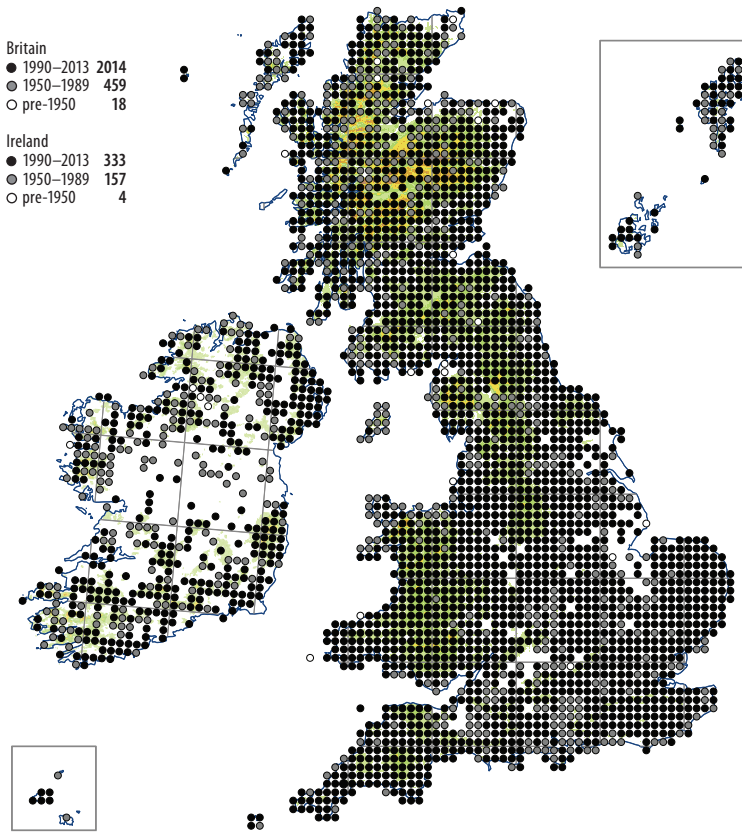 Britain
1990–2013 2014
1950–1989 459
pre-1950 18
Ireland
1990–2013 333
1950–1989 157
pre-1950 4